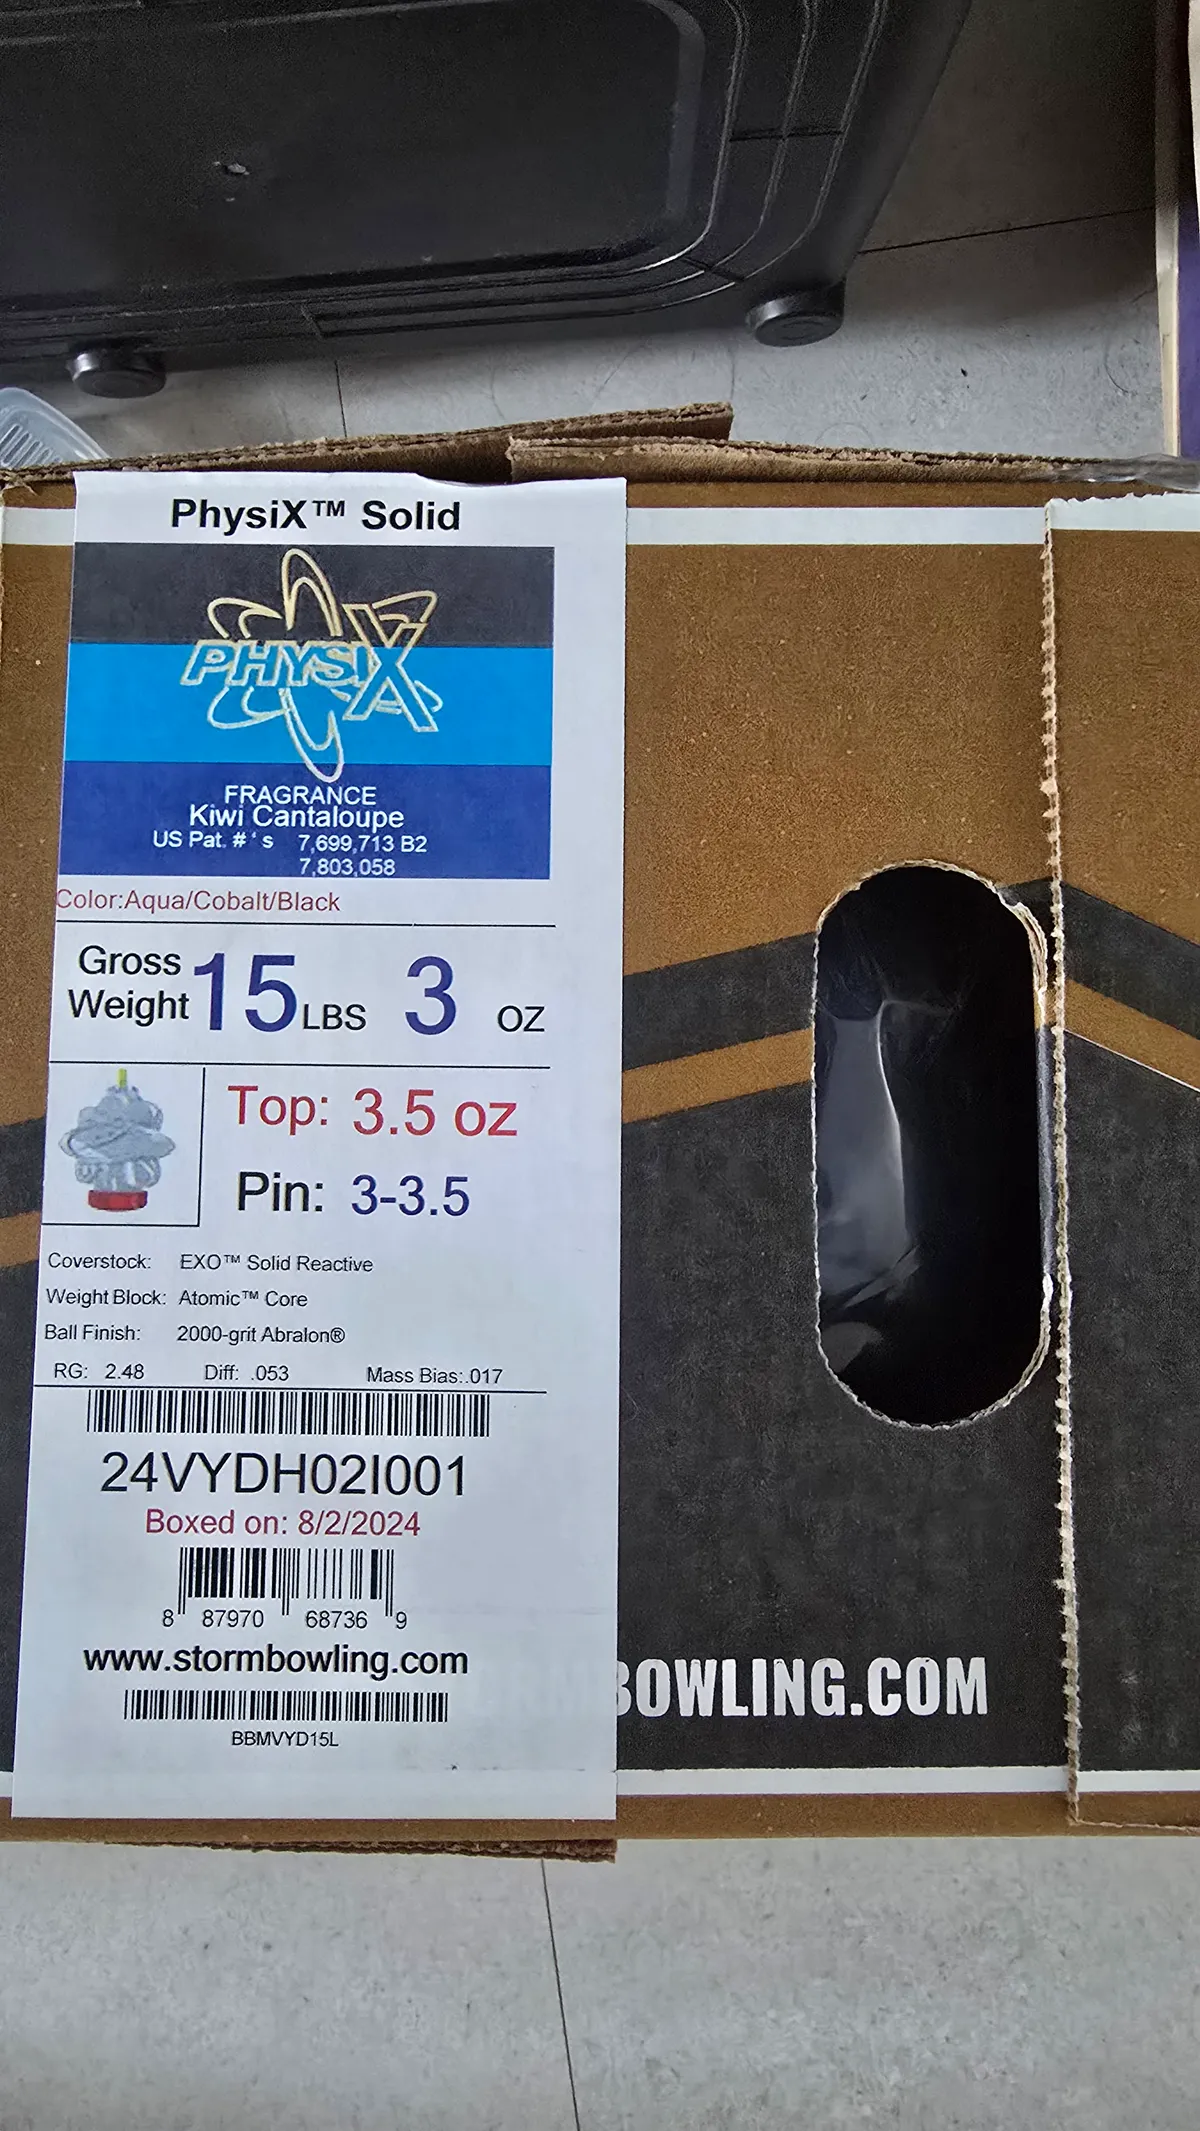 PhysiX™ Solid
PHYSIX
FRAGRANCE
Kiwi Cantaloupe
US Pat. # ' s 7,699,713 B2
7,803,058
Color:Aqua/Cobalt/Black
Gross Weight 15 LBS 3 OZ
Top: 3.5 oz
Pin: 3-3.5
Coverstock: EXO™ Solid Reactive
Weight Block: Atomic™ Core
Ball Finish: 2000-grit Abralon®
RG: 2.48 Diff: .053 Mass Bias:.017
24VYDH02I001
Boxed on: 8/2/2024
8 87970 68736 9
www.stormbowling.com
BOWLING.COM
BBMVYD15L